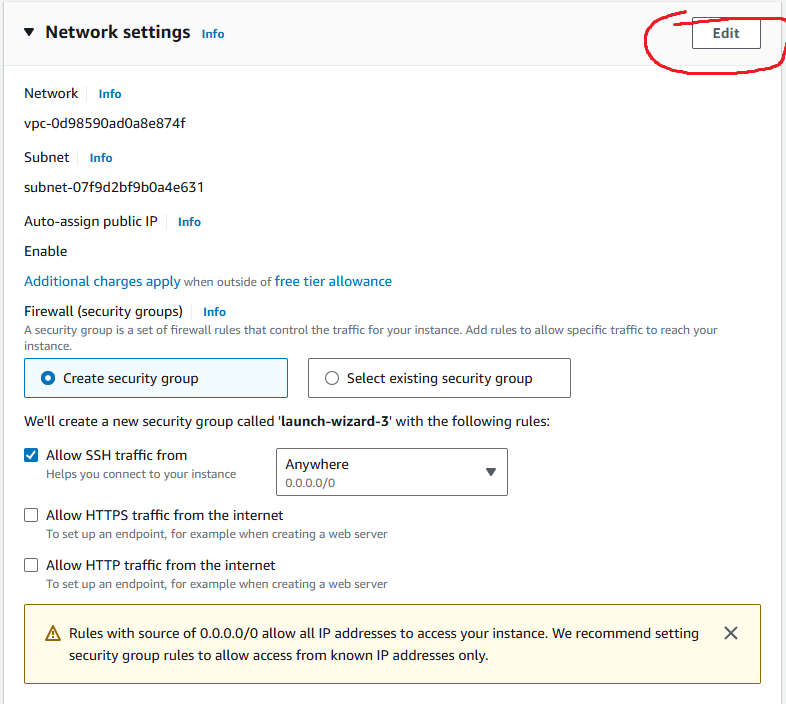 Network settings Info Edit
Network Info
vpc-0d98590ad0a8e874f
Subnet Info
subnet-07f9d2bf9b0a4e631
Auto-assign public IP Info
Enable
Additional charges apply when outside of free tier allowance
Firewall (security groups) Info
A security group is a set of firewall rules that control the traffic for your instance. Add rules to allow specific traffic to reach your
instance.
Create security group Select existing security group
We'll create a new security group called 'launch-wizard-3' with the following rules:
Allow SSH traffic from
Helps you connect to your instance
Anywhere
0.0.0.0/0
Allow HTTPS traffic from the internet
To set up an endpoint, for example when creating a web server
Allow HTTP traffic from the internet
To set up an endpoint, for example when creating a web server
Rules with source of 0.0.0.0/0 allow all IP addresses to access your instance. We recommend setting
security group rules to allow access from known IP addresses only.